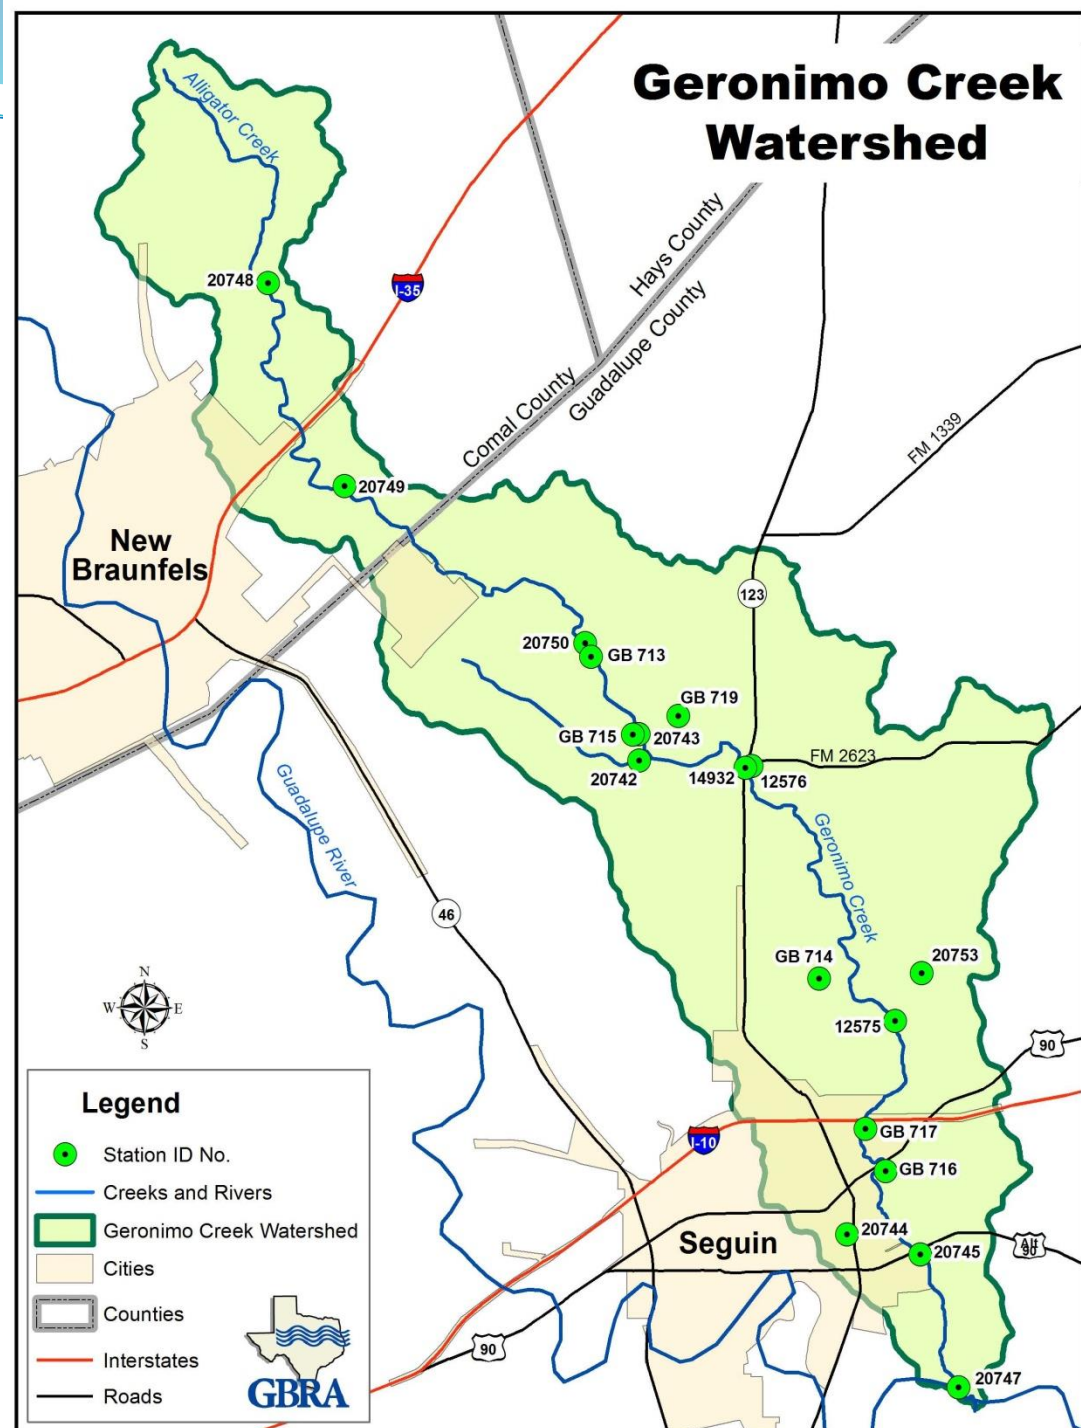 Geronimo Creek
Watershed
Alligator Creek
20748
I-35
Hays County
Guadalupe County
Comal County
FM 1339
20749
New
Braunfels
123
20750
GB 713
GB 719
GB 715
20743
20742
14932
12576
FM 2623
Guadalupe River
Geronimo Creek
46
GB 714
20753
12575
N
W
E
S
90
I-10
GB 717
GB 716
20744
20745
Seguin
Alt
90
90
20747
Legend
Station ID No.
Creeks and Rivers
Geronimo Creek Watershed
Cities
Counties
Interstates
Roads
GBRA